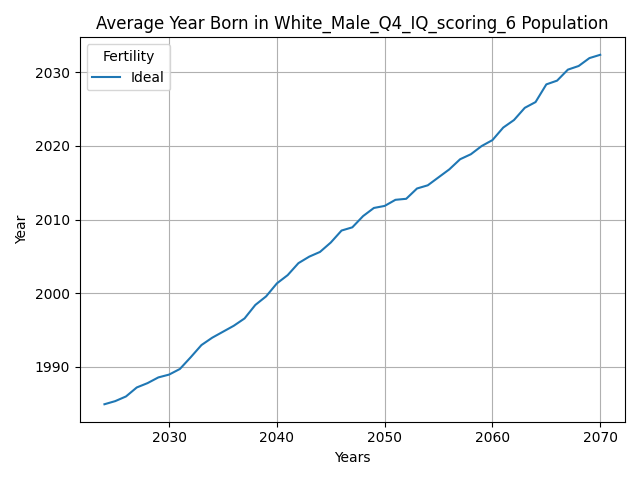 Average Year Born in White_Male_Q4_IQ_scoring_6 Population
Fertility
Ideal
2030
2020
2010
2000
1990
Year
2030 2040 2050 2060 2070
Years